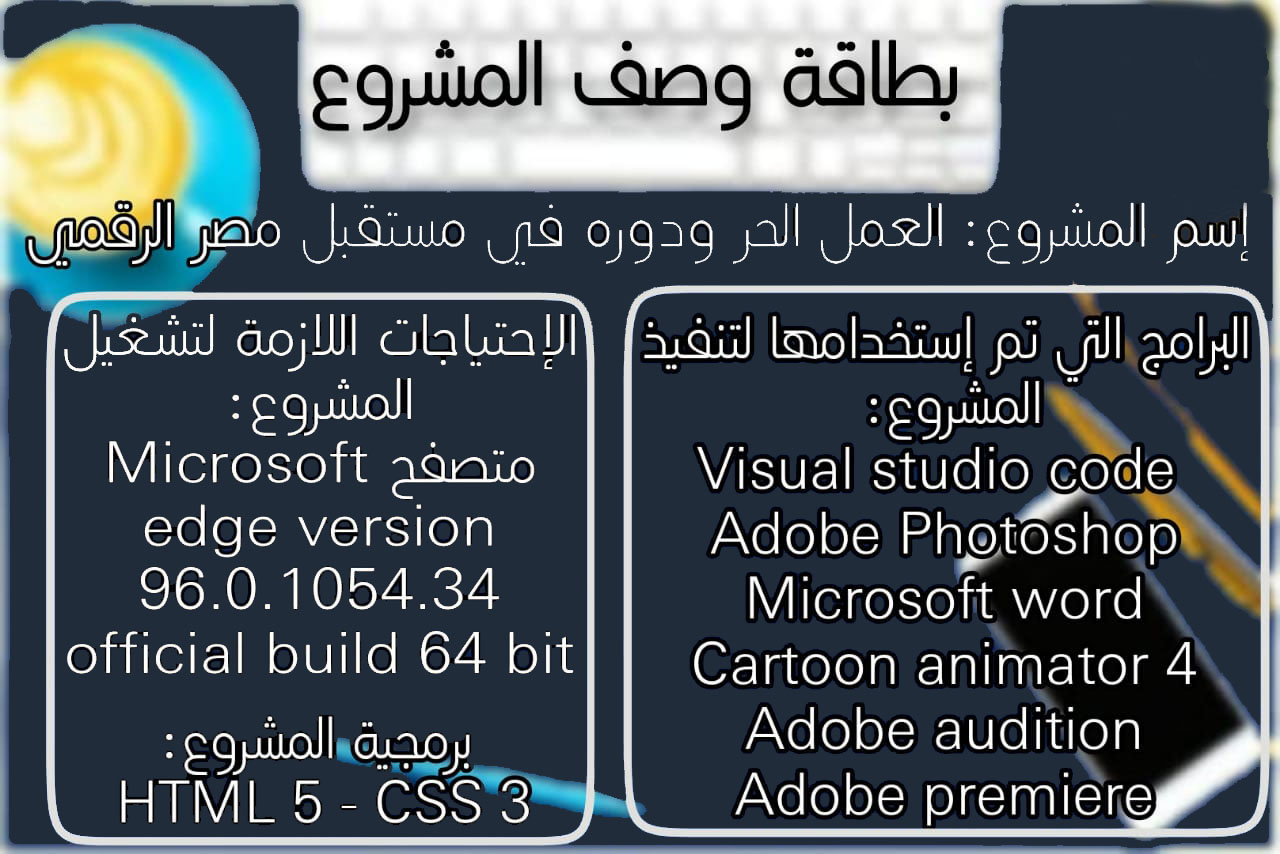 بطاقة وصف المشروع
إسم المشروع: العمل الحر ودوره في مستقبل مصر الرقمي
البرامج التي تم إستخدامها لتنفيذ
المشروع:
Visual studio code
Adobe Photoshop
Microsoft word
Cartoon animator 4
Adobe audition
Adobe premiere
الإحتياجات اللازمة لتشغيل
المشروع:
متصفح Microsoft
edge version
96.0.1054.34
official build 64 bit
برمجية المشروع:
HTML 5 - CSS 3